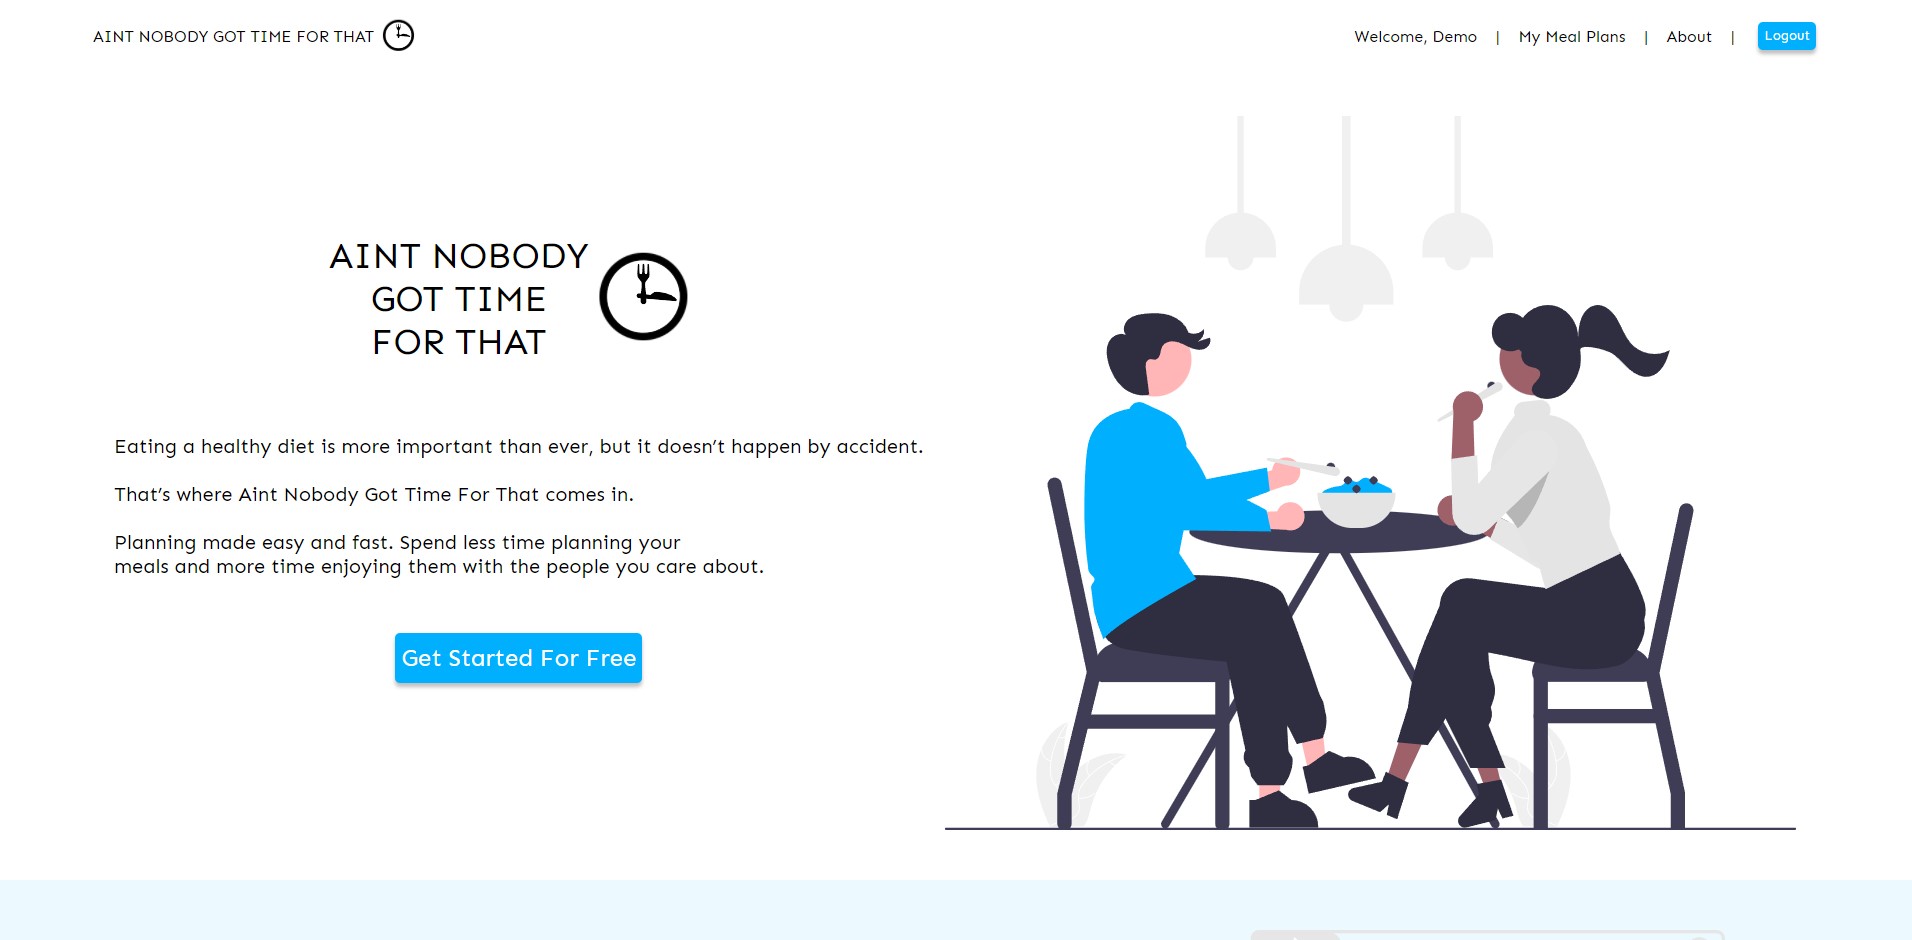 AINT NOBODY GOT TIME FOR THAT
Welcome, Demo | My Meal Plans | About | Logout
AINT NOBODY
GOT TIME
FOR THAT
Eating a healthy diet is more important than ever, but it doesn’t happen by accident.
That’s where Aint Nobody Got Time For That comes in.
Planning made easy and fast. Spend less time planning your
meals and more time enjoying them with the people you care about.
Get Started For Free